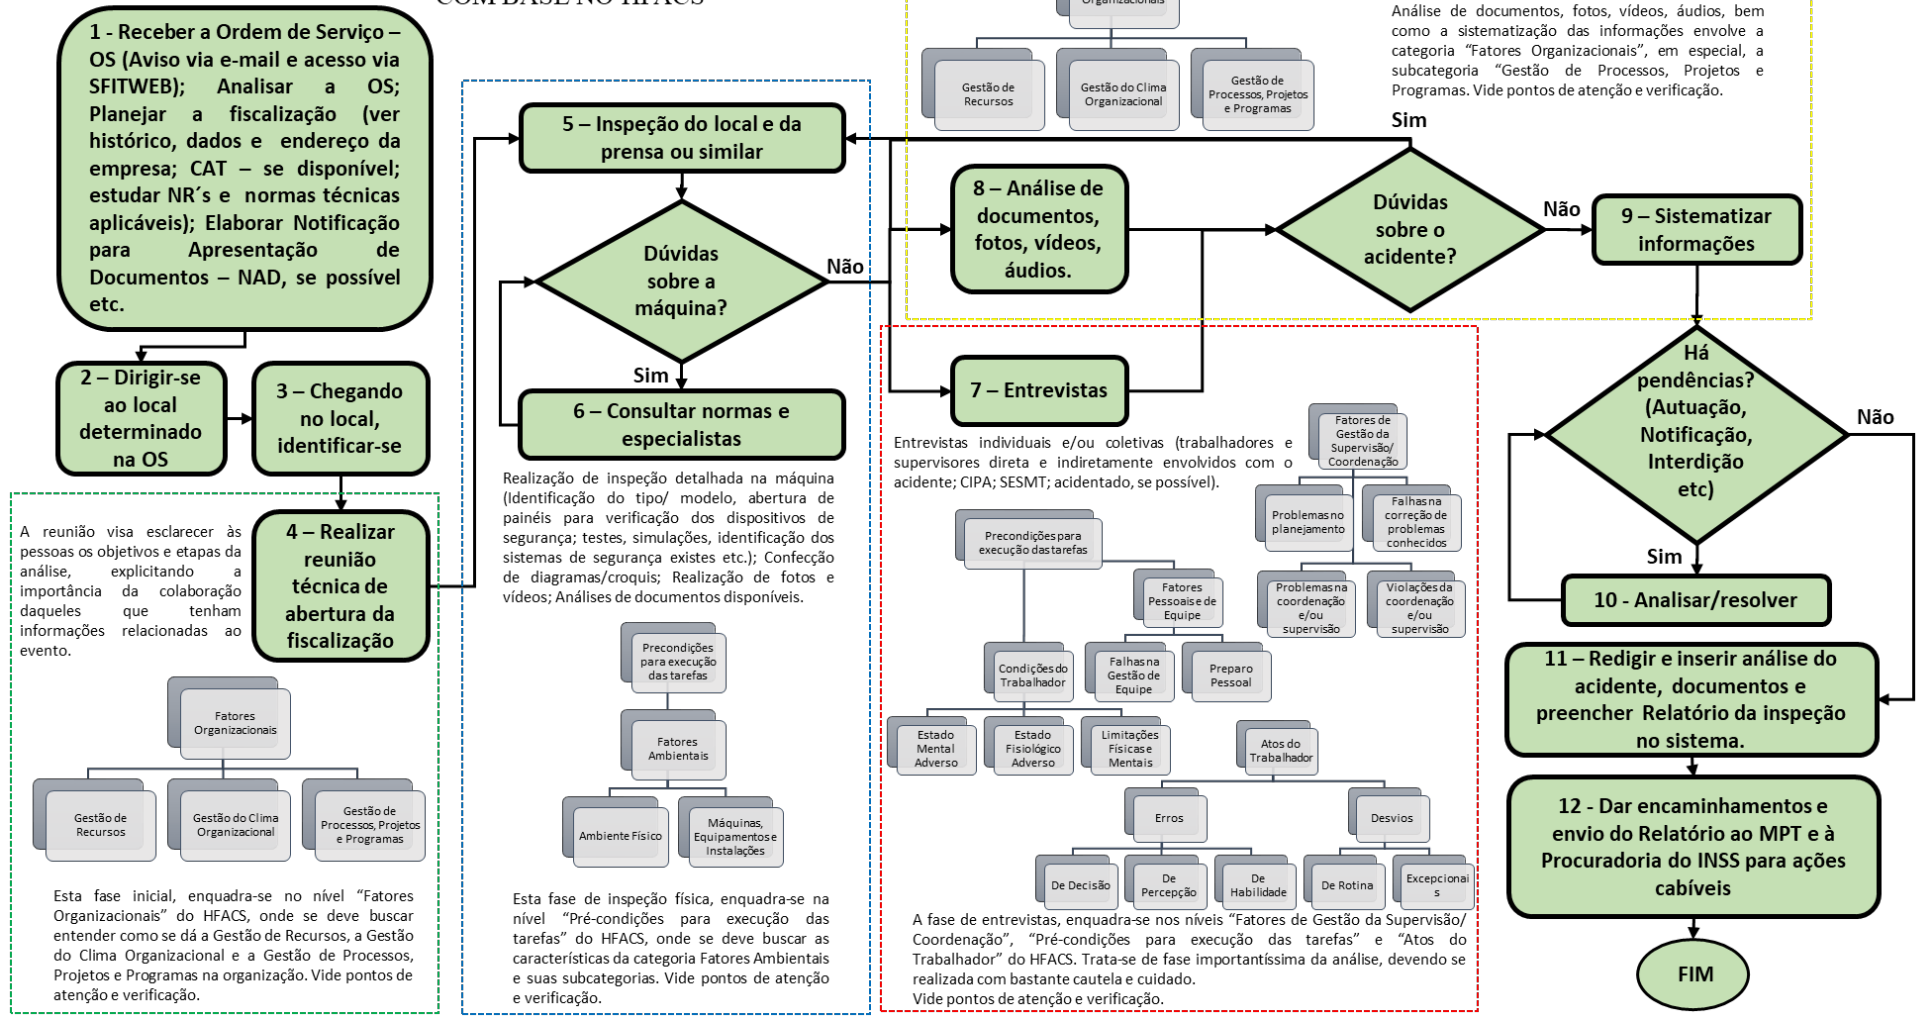 COM BASE NO HFACS
1 - Receber a Ordem de Serviço –
OS (Aviso via e-mail e acesso via
SFITWEB); Analisar a OS;
Planejar a fiscalização (ver
histórico, dados e endereço da
empresa; CAT – se disponível;
estudar NR´s e normas técnicas
aplicáveis); Elaborar Notificação
para Apresentação de
Documentos – NAD, se possível
etc.
2 – Dirigir-se
ao local
determinado
na OS
3 – Chegando
no local,
identificar-se
4 – Realizar
reunião
técnica de
abertura da
fiscalização
A reunião visa esclarecer às
pessoas os objetivos e etapas da
análise, explicitando a
importância da colaboração
daqueles que tenham
informações relacionadas ao
evento.
Fatores
Organizacionais
Gestão de
Recursos
Gestão do Clima
Organizacional
Gestão de
Processos, Projetos
e Programas
Esta fase inicial, enquadra-se no nível “Fatores
Organizacionais” do HFACS, onde se deve buscar
entender como se dá a Gestão de Recursos, a Gestão
do Clima Organizacional e a Gestão de Processos,
Projetos e Programas na organização. Vide pontos de
atenção e verificação.
5 – Inspeção do local e da
prensa ou similar
Dúvidas
sobre a
máquina?
Não
Sim
6 – Consultar normas e
especialistas
Realização de inspeção detalhada na máquina
(Identificação do tipo/ modelo, abertura de
painéis para verificação dos dispositivos de
segurança; testes, simulações, identificação dos
sistemas de segurança existes etc.); Confecção
de diagramas/croquis; Realização de fotos e
vídeos; Análises de documentos disponíveis.
Precondições
para execução
das tarefas
Fatores
Ambientais
Ambiente Físico
Máquinas,
Equipamentos e
Instalações
Esta fase de inspeção física, enquadra-se na
nível “Pré-condições para execução das
tarefas” do HFACS, onde se deve buscar as
características da categoria Fatores Ambientais
e suas subcategorias. Vide pontos de atenção
e verificação.
Organizacionais
Gestão de
Recursos
Gestão do Clima
Organizacional
Gestão de
Processos, Projetos
e Programas
Análise de documentos, fotos, vídeos, áudios, bem
como a sistematização das informações envolve a
categoria “Fatores Organizacionais”, em especial, a
subcategoria “Gestão de Processos, Projetos e
Programas. Vide pontos de atenção e verificação.
Sim
8 – Análise de
documentos,
fotos, vídeos,
áudios.
Dúvidas
sobre o
acidente?
Não
9 – Sistematizar
informações
7 – Entrevistas
Entrevistas individuais e/ou coletivas (trabalhadores e
supervisores direta e indiretamente envolvidos com o
acidente; CIPA; SESMT; acidentado, se possível).
Fatores de
Gestão da
Supervisão/
Coordenação
Problemas no
planejamento
Falhas na
correção de
problemas
conhecidos
Problemas na
coordenação
e/ou
supervisão
Violações da
coordenação
e/ou
supervisão
Precondições para
execução das tarefas
Fatores
Pessoais e de
Equipe
Condições do
Trabalhador
Falhas na
Gestão de
Equipe
Preparo
Pessoal
Estado
Mental
Adverso
Estado
Fisiológico
Adverso
Limitações
Físicas e
Mentais
Atos do
Trabalhador
Erros
Desvios
De Decisão
De
Percepção
De
Habilidade
De Rotina
Excepcionai
s
A fase de entrevistas, enquadra-se nos níveis “Fatores de Gestão da Supervisão/
Coordenação”, “Pré-condições para execução das tarefas” e “Atos do
Trabalhador” do HFACS. Trata-se de fase importantíssima da análise, devendo se
realizada com bastante cautela e cuidado.
Vide pontos de atenção e verificação.
Há
pendências?
(Autuação,
Notificação,
Interdição
etc)
Não
Sim
10 - Analisar/resolver
11 – Redigir e inserir análise do
acidente, documentos e
preencher Relatório da inspeção
no sistema.
12 - Dar encaminhamentos e
envio do Relatório ao MPT e à
Procuradoria do INSS para ações
cabíveis
FIM